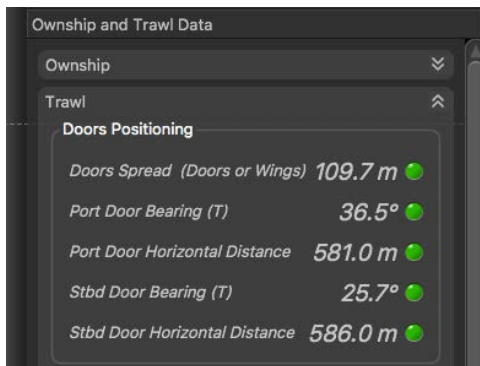 Ownship and Trawl Data
Ownship
Trawl
Doors Positioning
Doors Spread (Doors or Wings) 109.7 m
Port Door Bearing (T) 36.5°
Port Door Horizontal Distance 581.0 m
Stbd Door Bearing (T) 25.7°
Stbd Door Horizontal Distance 586.0 m